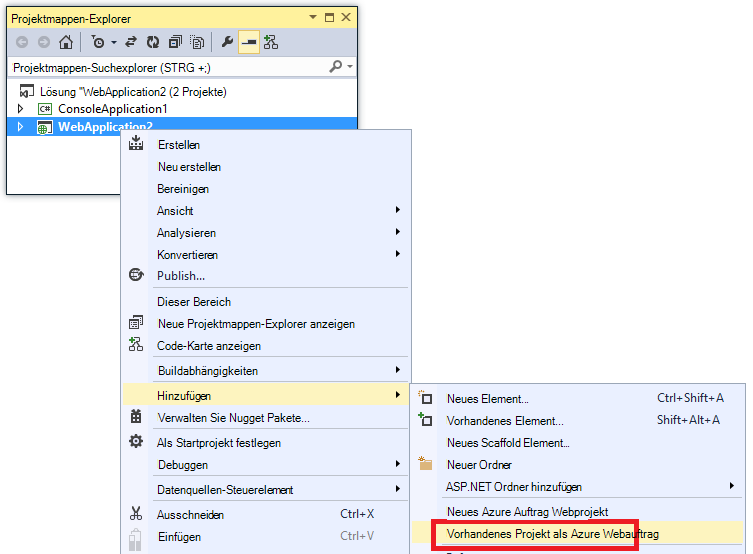 Projektmappen-Explorer
Projektmappen-Suchexplorer (STRG +;)
Lösung "WebApplication2 (2 Projekte)
C# ConsoleApplication1
WebApplication2
Erstellen
Neu erstellen
Bereinigen
Ansicht
Analysieren
Konvertieren
Publish...
Dieser Bereich
Neue Projektmappen-Explorer anzeigen
Code-Karte anzeigen
Buildabhängigkeiten
Hinzufügen
Verwalten Sie Nugget Pakete...
Als Startprojekt festlegen
Debuggen
Datenquellen-Steuerelement
Ausschneiden Ctrl+X
Einfügen Ctrl+V
Neues Element... Ctrl+Shift+A
Vorhandenes Element... Shift+Alt+A
Neues Scaffold Element...
Neuer Ordner
ASP.NET Ordner hinzufügen
Neues Azure Auftrag Webprojekt
Vorhandenes Projekt als Azure Webauftrag